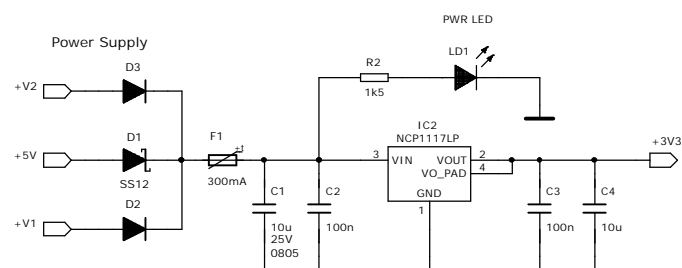 PWR LED
Power Supply
R2
LD1
1k5
D3
+V2
D1
F1
+t
IC2
NCP1117LP
+3V3
+5V
3
VIN
VOUT
2
VO_PAD
4
SS12
300mA
GND
C1
C2
C3
C4
D2
1
+V1
10u
100n
100n
10u
25V
0805